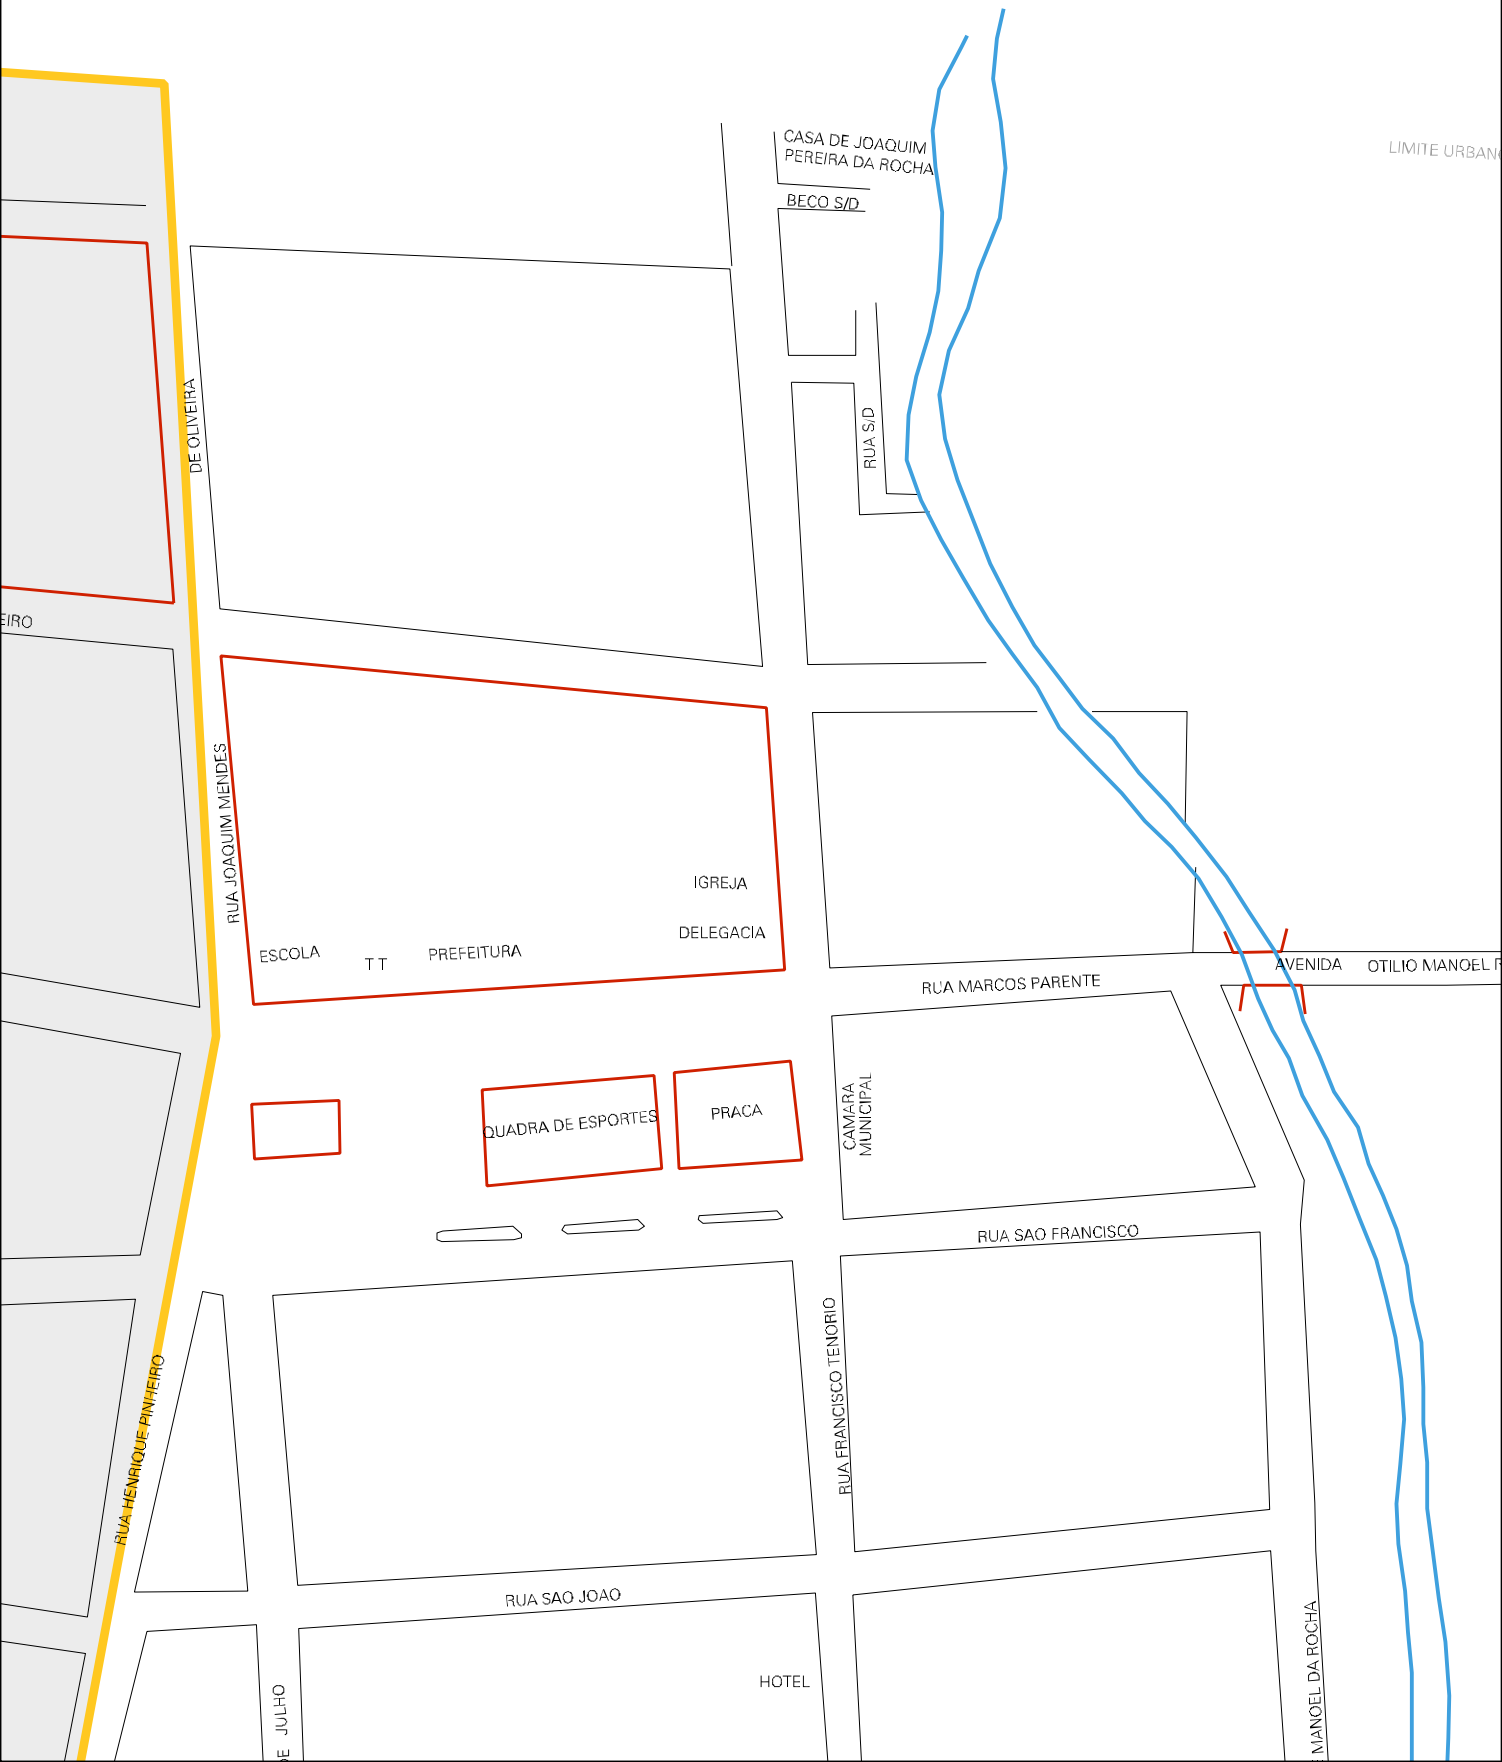 CASA DE JOAQUIM
PEREIRA DA ROCHA
LIMITE URBANO
BECO S/D
DE OLIVEIRA
RUA S/D
EIRO
RUA JOAQUIM MENDES
IGREJA
DELEGACIA
ESCOLA
T T
PREFEITURA
AVENIDA
OTILIO MANOEL R
RUA MARCOS PARENTE
CAMARA
MUNICIPAL
QUADRA DE ESPORTES
PRACA
RUA SAO FRANCISCO
RUA FRANCISCO TENORIO
RUA HENRIQUE PINHEIRO
RUA SAO JOAO
HOTEL
DE JULHO
MANOEL DA ROCHA